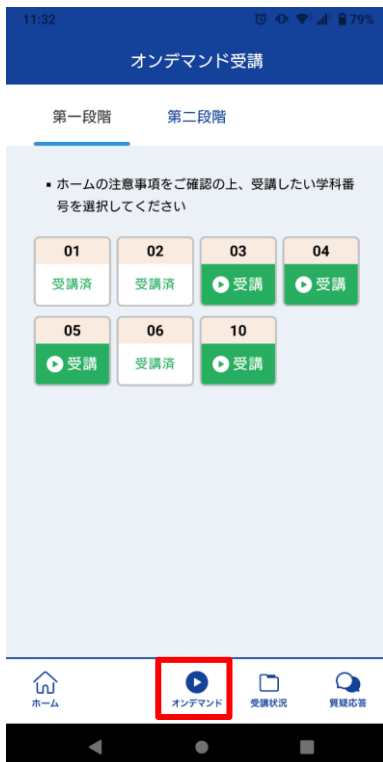 11:32 79%
オンデマンド受講
第一段階 第二段階
▪ ホームの注意事項をご確認の上、受講したい学科番
号を選択してください
01 02 03 04
受講済 受講済 受講 受講
05 06 10
受講 受講済 受講
ホーム オンデマンド 受講状況 質疑応答